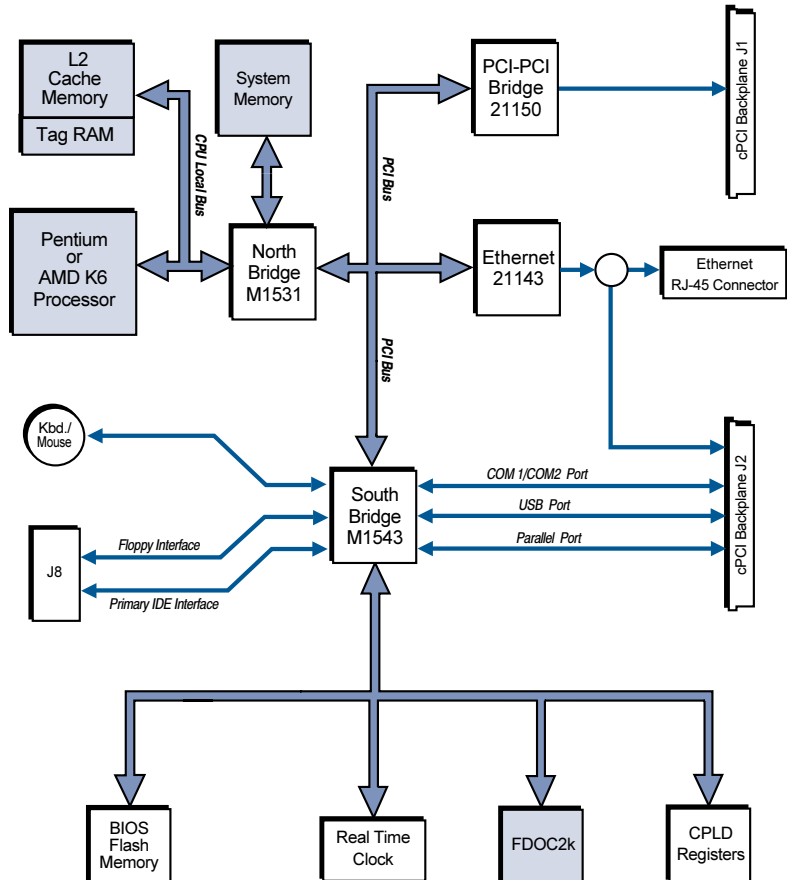 L2
Cache
Memory
Tag RAM
System
Memory
PCI-PCI
Bridge
21150
cPCI Backplane J1
CPU Local Bus
PCI Bus
Pentium
or
AMD K6
Processor
North
Bridge
M1531
Ethernet
21143
Ethernet
RJ-45 Connector
PCI Bus
Kbd./
Mouse
South
Bridge
M1543
COM 1/COM2 Port
USB Port
Parallel Port
cPCI Backplane J2
J8
Floppy Interface
Primary IDE Interface
BIOS
Flash
Memory
Real Time
Clock
FDOC2k
CPLD
Registers